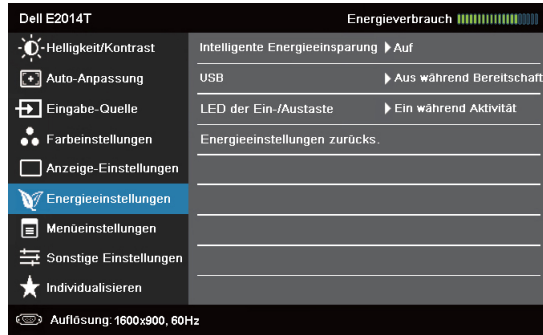 Dell E2014T Energieverbrauch
Helligkeit/Kontrast Intelligente Energieeinsparung Auf
Auto-Anpassung USB Aus während Bereitschaft
Eingabe-Quelle LED der Ein-/Austaste Ein während Aktivität
Farbeinstellungen Energieeinstellungen zurücks.
Anzeige-Einstellungen
Energieeinstellungen
Menüeinstellungen
Sonstige Einstellungen
Individualisieren
Auflösung: 1600x900, 60Hz